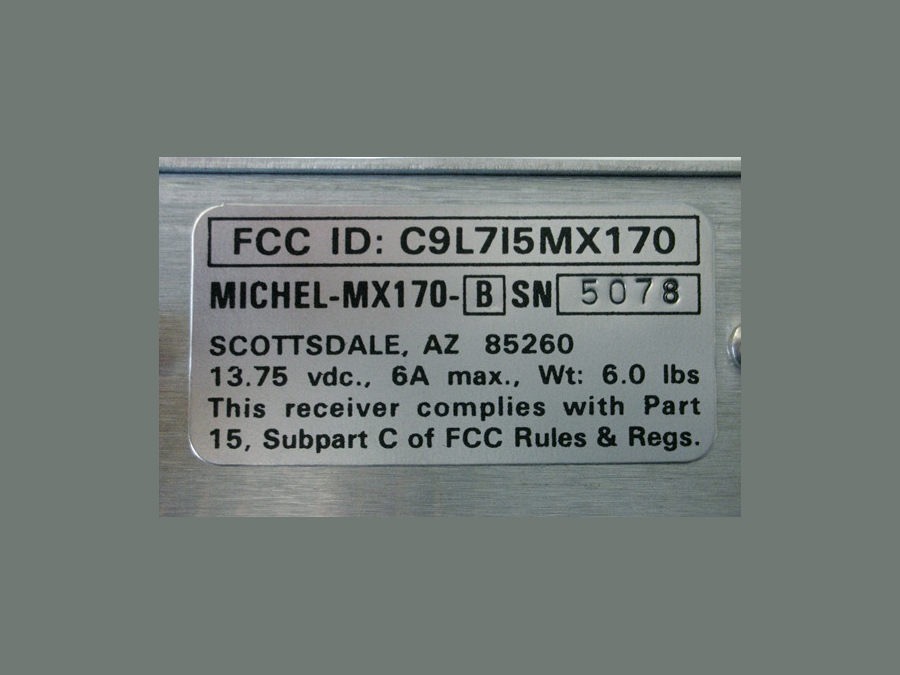 FCC ID: C9L7I5MX170
MICHEL-MX170-B SN 5078
SCOTTSDALE, AZ 85260
13.75 vdc., 6A max., Wt: 6.0 lbs
This receiver complies with Part
15, Subpart C of FCC Rules & Regs.